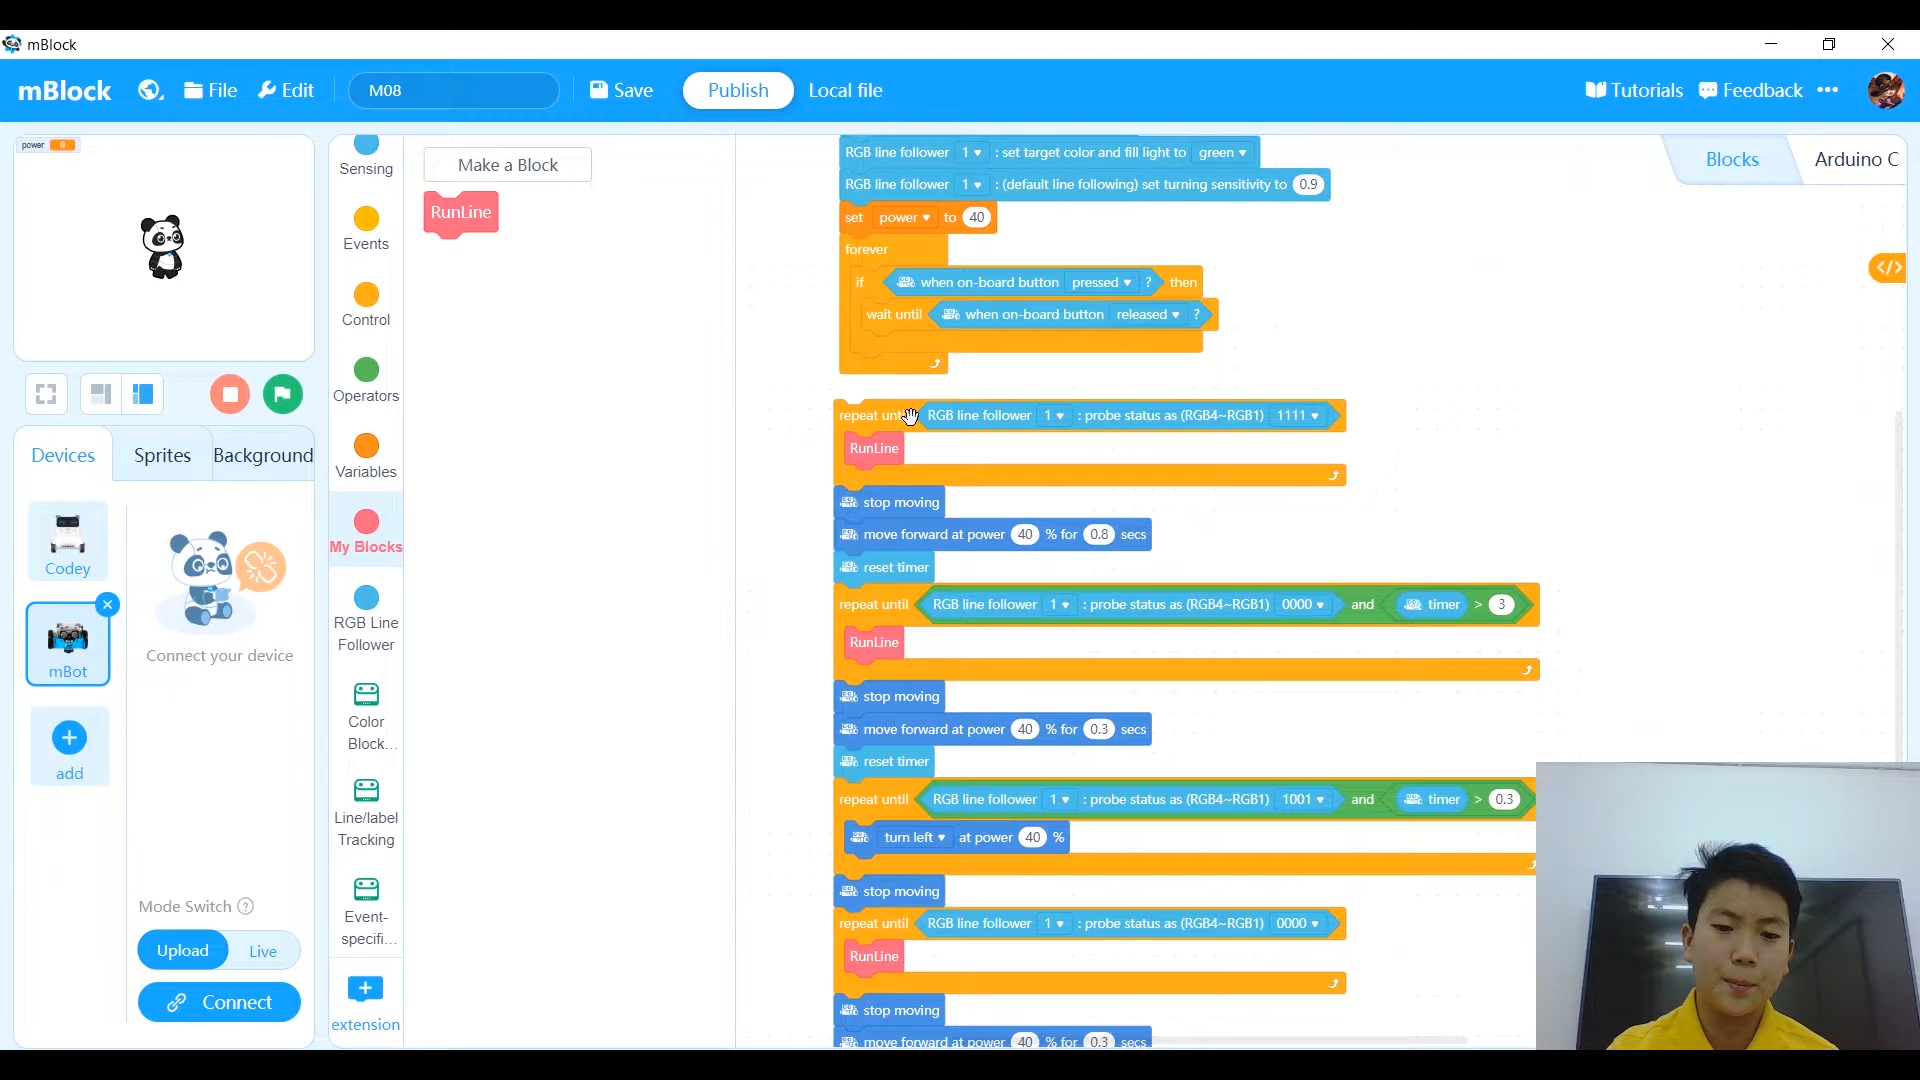 mBlock
mBlock
File
Edit
M08
Save
Publish
Local file
Tutorials
Feedback
power 0
Devices
Sprites
Background
Codey
mBot
add
Connect your device
Mode Switch ?
Upload
Live
Connect
Sensing
Events
Control
Operators
Variables
My Blocks
RGB Line
Follower
Color
Block...
Line/label
Tracking
Event-
specifi...
extension
Make a Block
RunLine
Blocks
Arduino C
</>
RGB line follower 1 : set target color and fill light to green
RGB line follower 1 : (default line following) set turning sensitivity to 0.9
set power to 40
forever
if when on-board button pressed ? then
wait until when on-board button released ?
repeat until RGB line follower 1 : probe status as (RGB4~RGB1) 1111
RunLine
stop moving
move forward at power 40 % for 0.8 secs
reset timer
repeat until RGB line follower 1 : probe status as (RGB4~RGB1) 0000 and timer > 3
RunLine
stop moving
move forward at power 40 % for 0.3 secs
reset timer
repeat until RGB line follower 1 : probe status as (RGB4~RGB1) 1001 and timer > 0.3
turn left at power 40 %
stop moving
repeat until RGB line follower 1 : probe status as (RGB4~RGB1) 0000
RunLine
stop moving
move forward at power 40 % for 0.3 secs